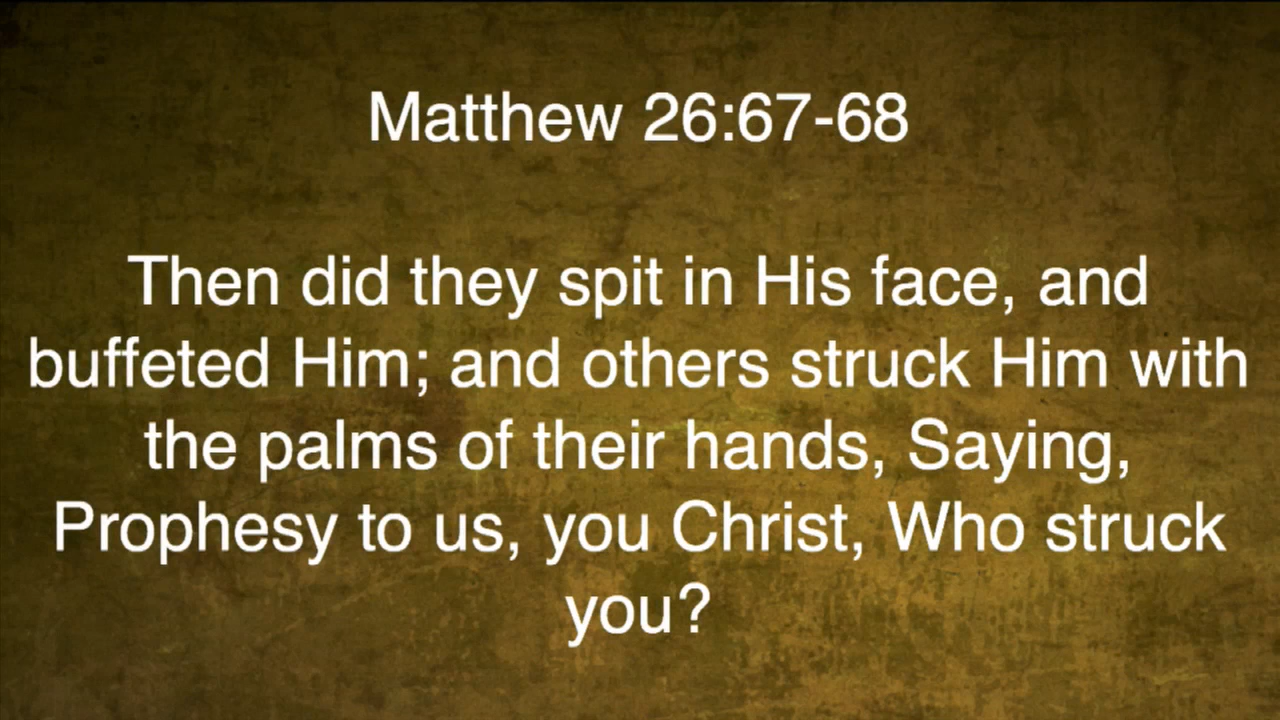 Matthew 26:67-68
Then did they spit in His face, and
buffeted Him; and others struck Him with
the palms of their hands, Saying,
Prophesy to us, you Christ, Who struck
you?